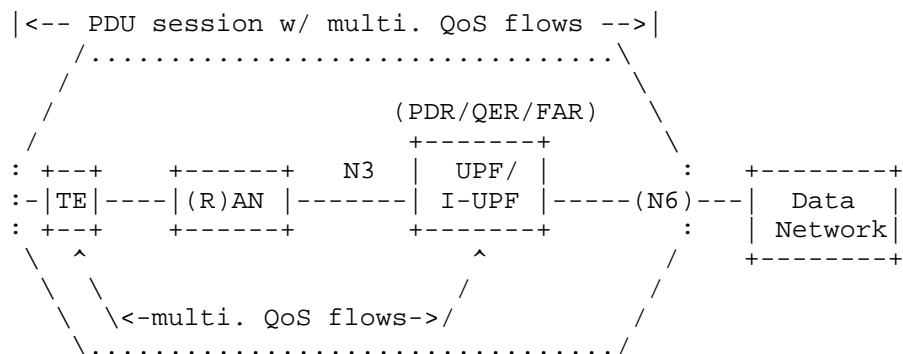 |<-- PDU session w/ multi. QoS flows -->|
(PDR/QER/FAR)
N3 UPF/
TE (R)AN I-UPF (N6) Data
Network
<-multi. QoS flows->